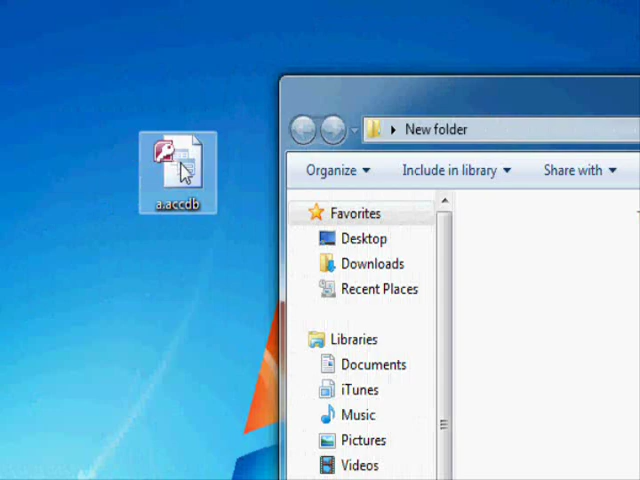 New folder
Organize
Include in library
Share with
a.accdb
Favorites
Desktop
Downloads
Recent Places
Libraries
Documents
iTunes
Music
Pictures
Videos